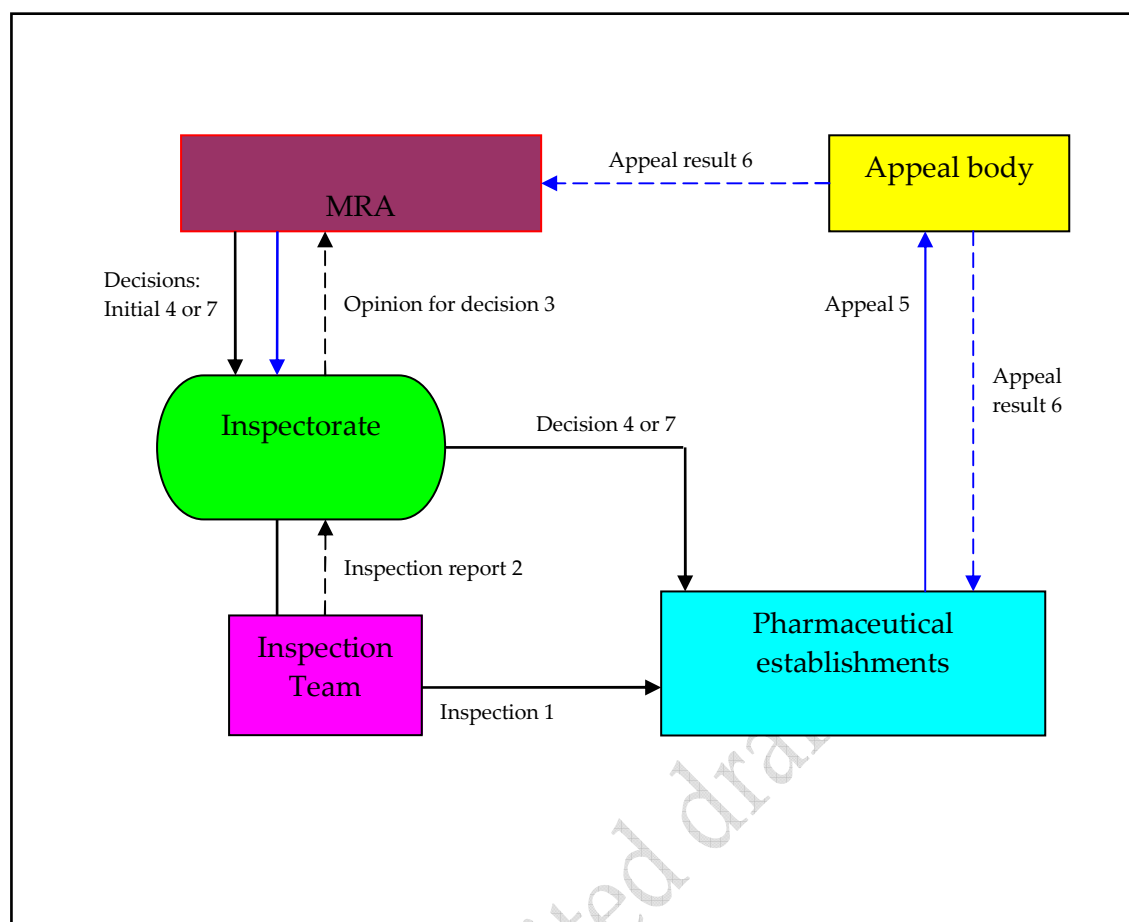 Appeal result 6
Appeal body
MRA
Decisions:
Initial 4 or 7
Opinion for decision 3
Appeal 5
Appeal
result 6
Inspectorate
Decision 4 or 7
Inspection report 2
Inspection
Team
Pharmaceutical
establishments
Inspection 1